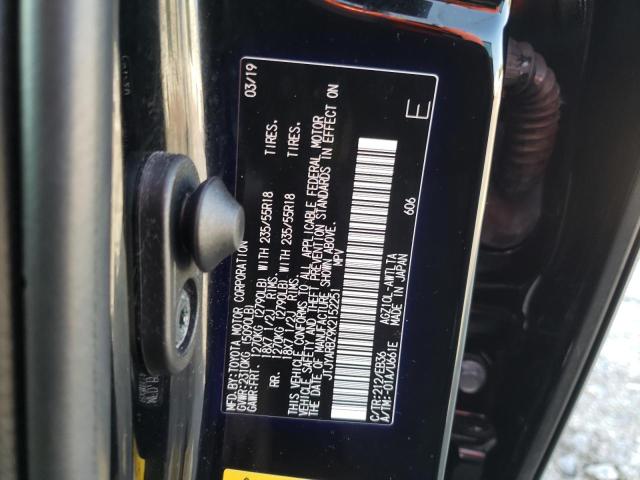 MFD.BY:TOYOTA MOTOR CORPORATION 03/19
GVWR:2310KG (5090LB)
GAWR:FRT. 1270KG (2790LB) WITH 235/55R18 TIRES.
18X7 1/2J RIMS.
RR. 1270KG (2790LB) WITH 235/55R18 TIRES.
18X7 1/2J RIMS.
THIS VEHICLE CONFORMS TO ALL APPLICABLE FEDERAL MOTOR
VEHICLE SAFETY AND THEFT PREVENTION STANDARDS IN EFFECT ON
THE DATE OF MANUFACTURE SHOWN ABOVE.
MPV
C/TR:212/EB36 AGZ10L-AWTLTA 606
MADE IN JAPAN
E